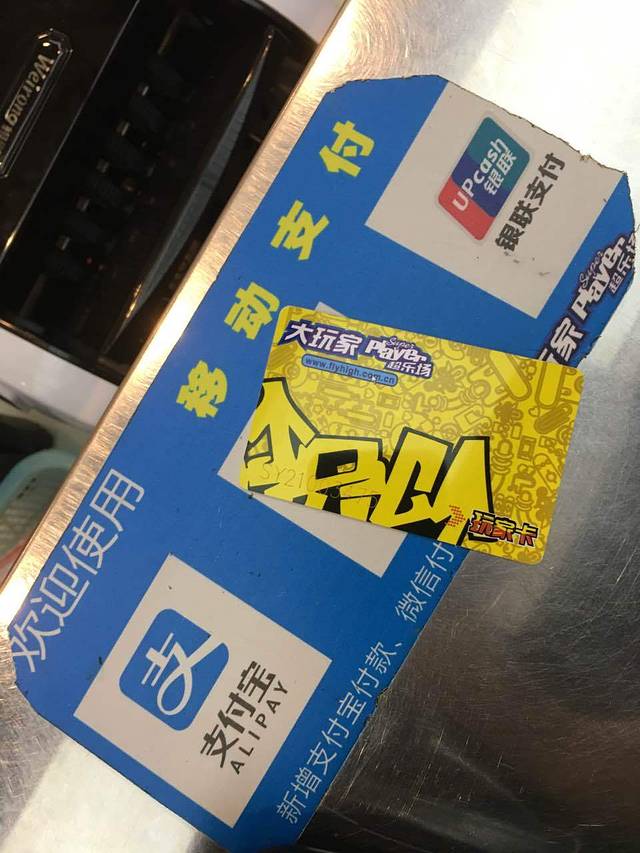 欢迎使用
移动支付
支付宝
ALIPAY
UPcash
银联
银联支付
新增支付宝付款、微信付
家 Super Player
超乐场
大玩家 Super Player
超乐场
www.flyhigh.com.cn
玩家卡